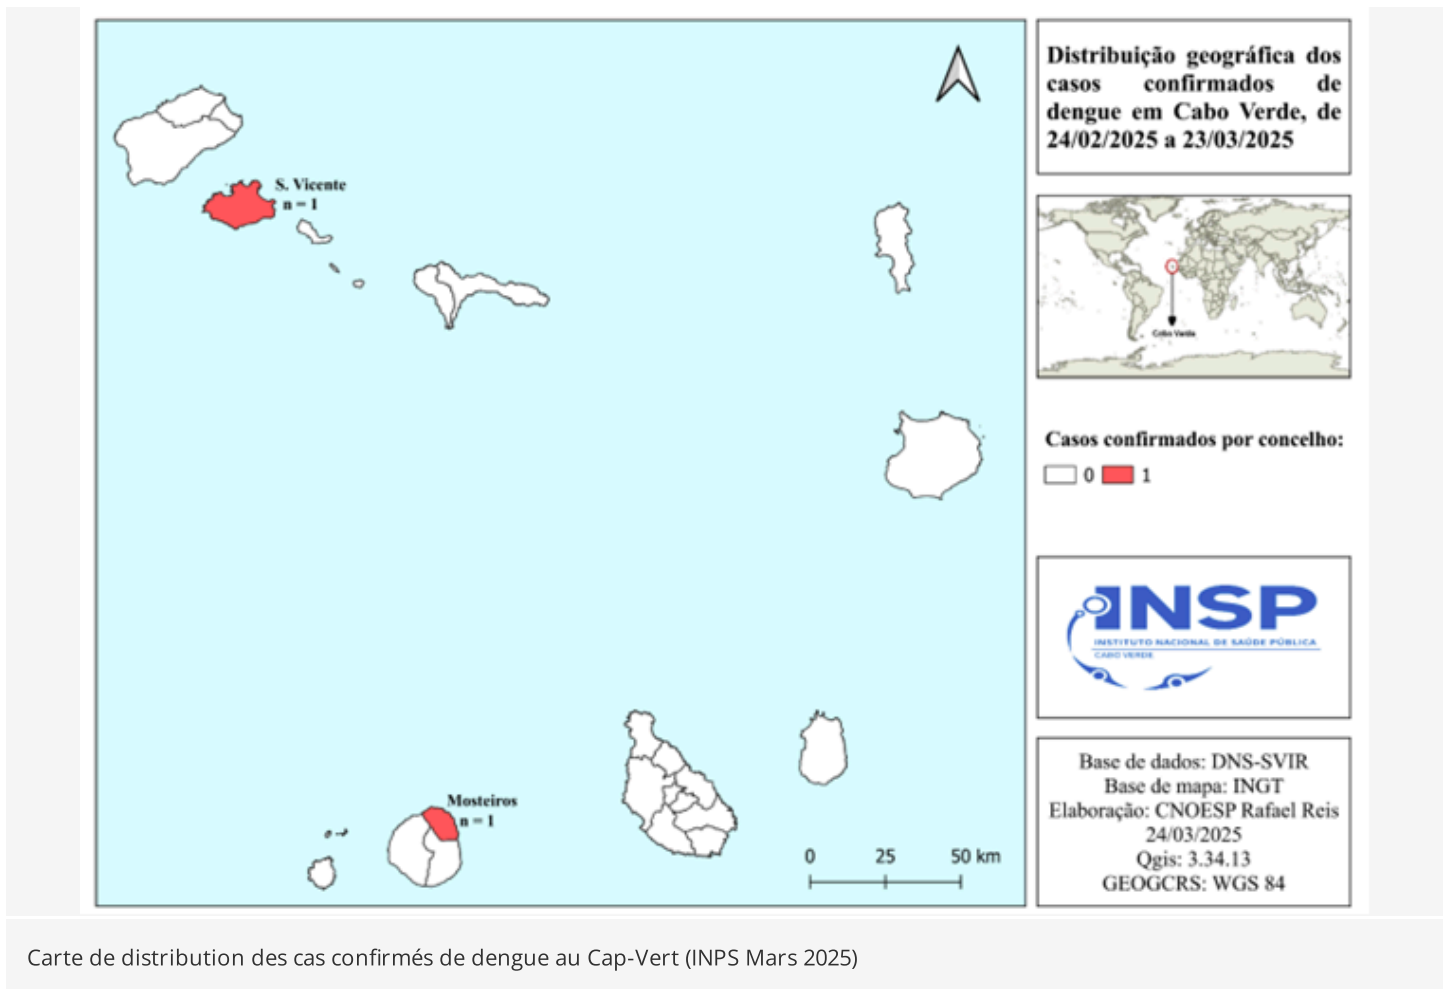 Distribuição geográfica dos
casos confirmados de
dengue em Cabo Verde, de
24/02/2025 a 23/03/2025
S. Vicente
n = 1
Cabo Verde
Casos confirmados por concelho:
0 1
INSP
INSTITUTO NACIONAL DE SAÚDE PÚBLICA
CABO VERDE
Mosteiros
n = 1
0 25 50 km
Base de dados: DNS-SVIR
Base de mapa: INGT
Elaboração: CNOESP Rafael Reis
24/03/2025
Qgis: 3.34.13
GEOGCRS: WGS 84
Carte de distribution des cas confirmés de dengue au Cap-Vert (INPS Mars 2025)